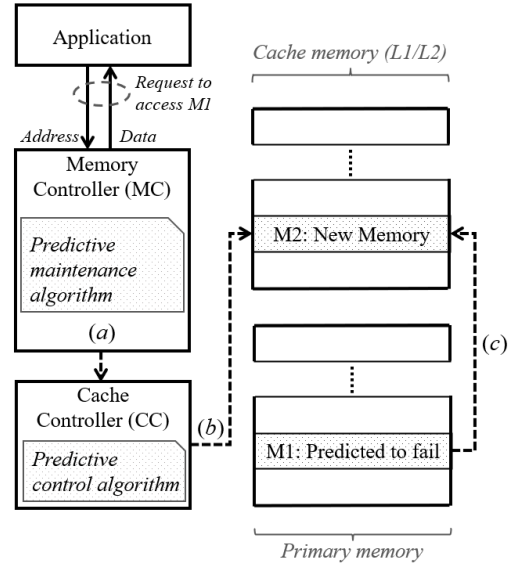 Application
Request to
access M1
Address
Data
Memory
Controller (MC)
Predictive
maintenance
algorithm
(a)
Cache
Controller (CC)
Predictive
control algorithm
(b)
Cache memory (L1/L2)
M2: New Memory
(c)
M1: Predicted to fail
Primary memory